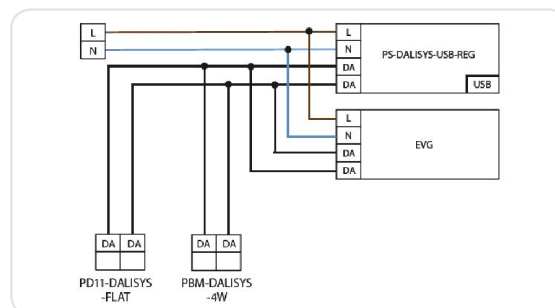 L
N
L
N
DA
DA
PS-DALISYS-USB-REG
USB
L
N
DA
DA
EVG
DA DA
DA DA
PD11-DALISYS
-FLAT
PBM-DALISYS
-4W